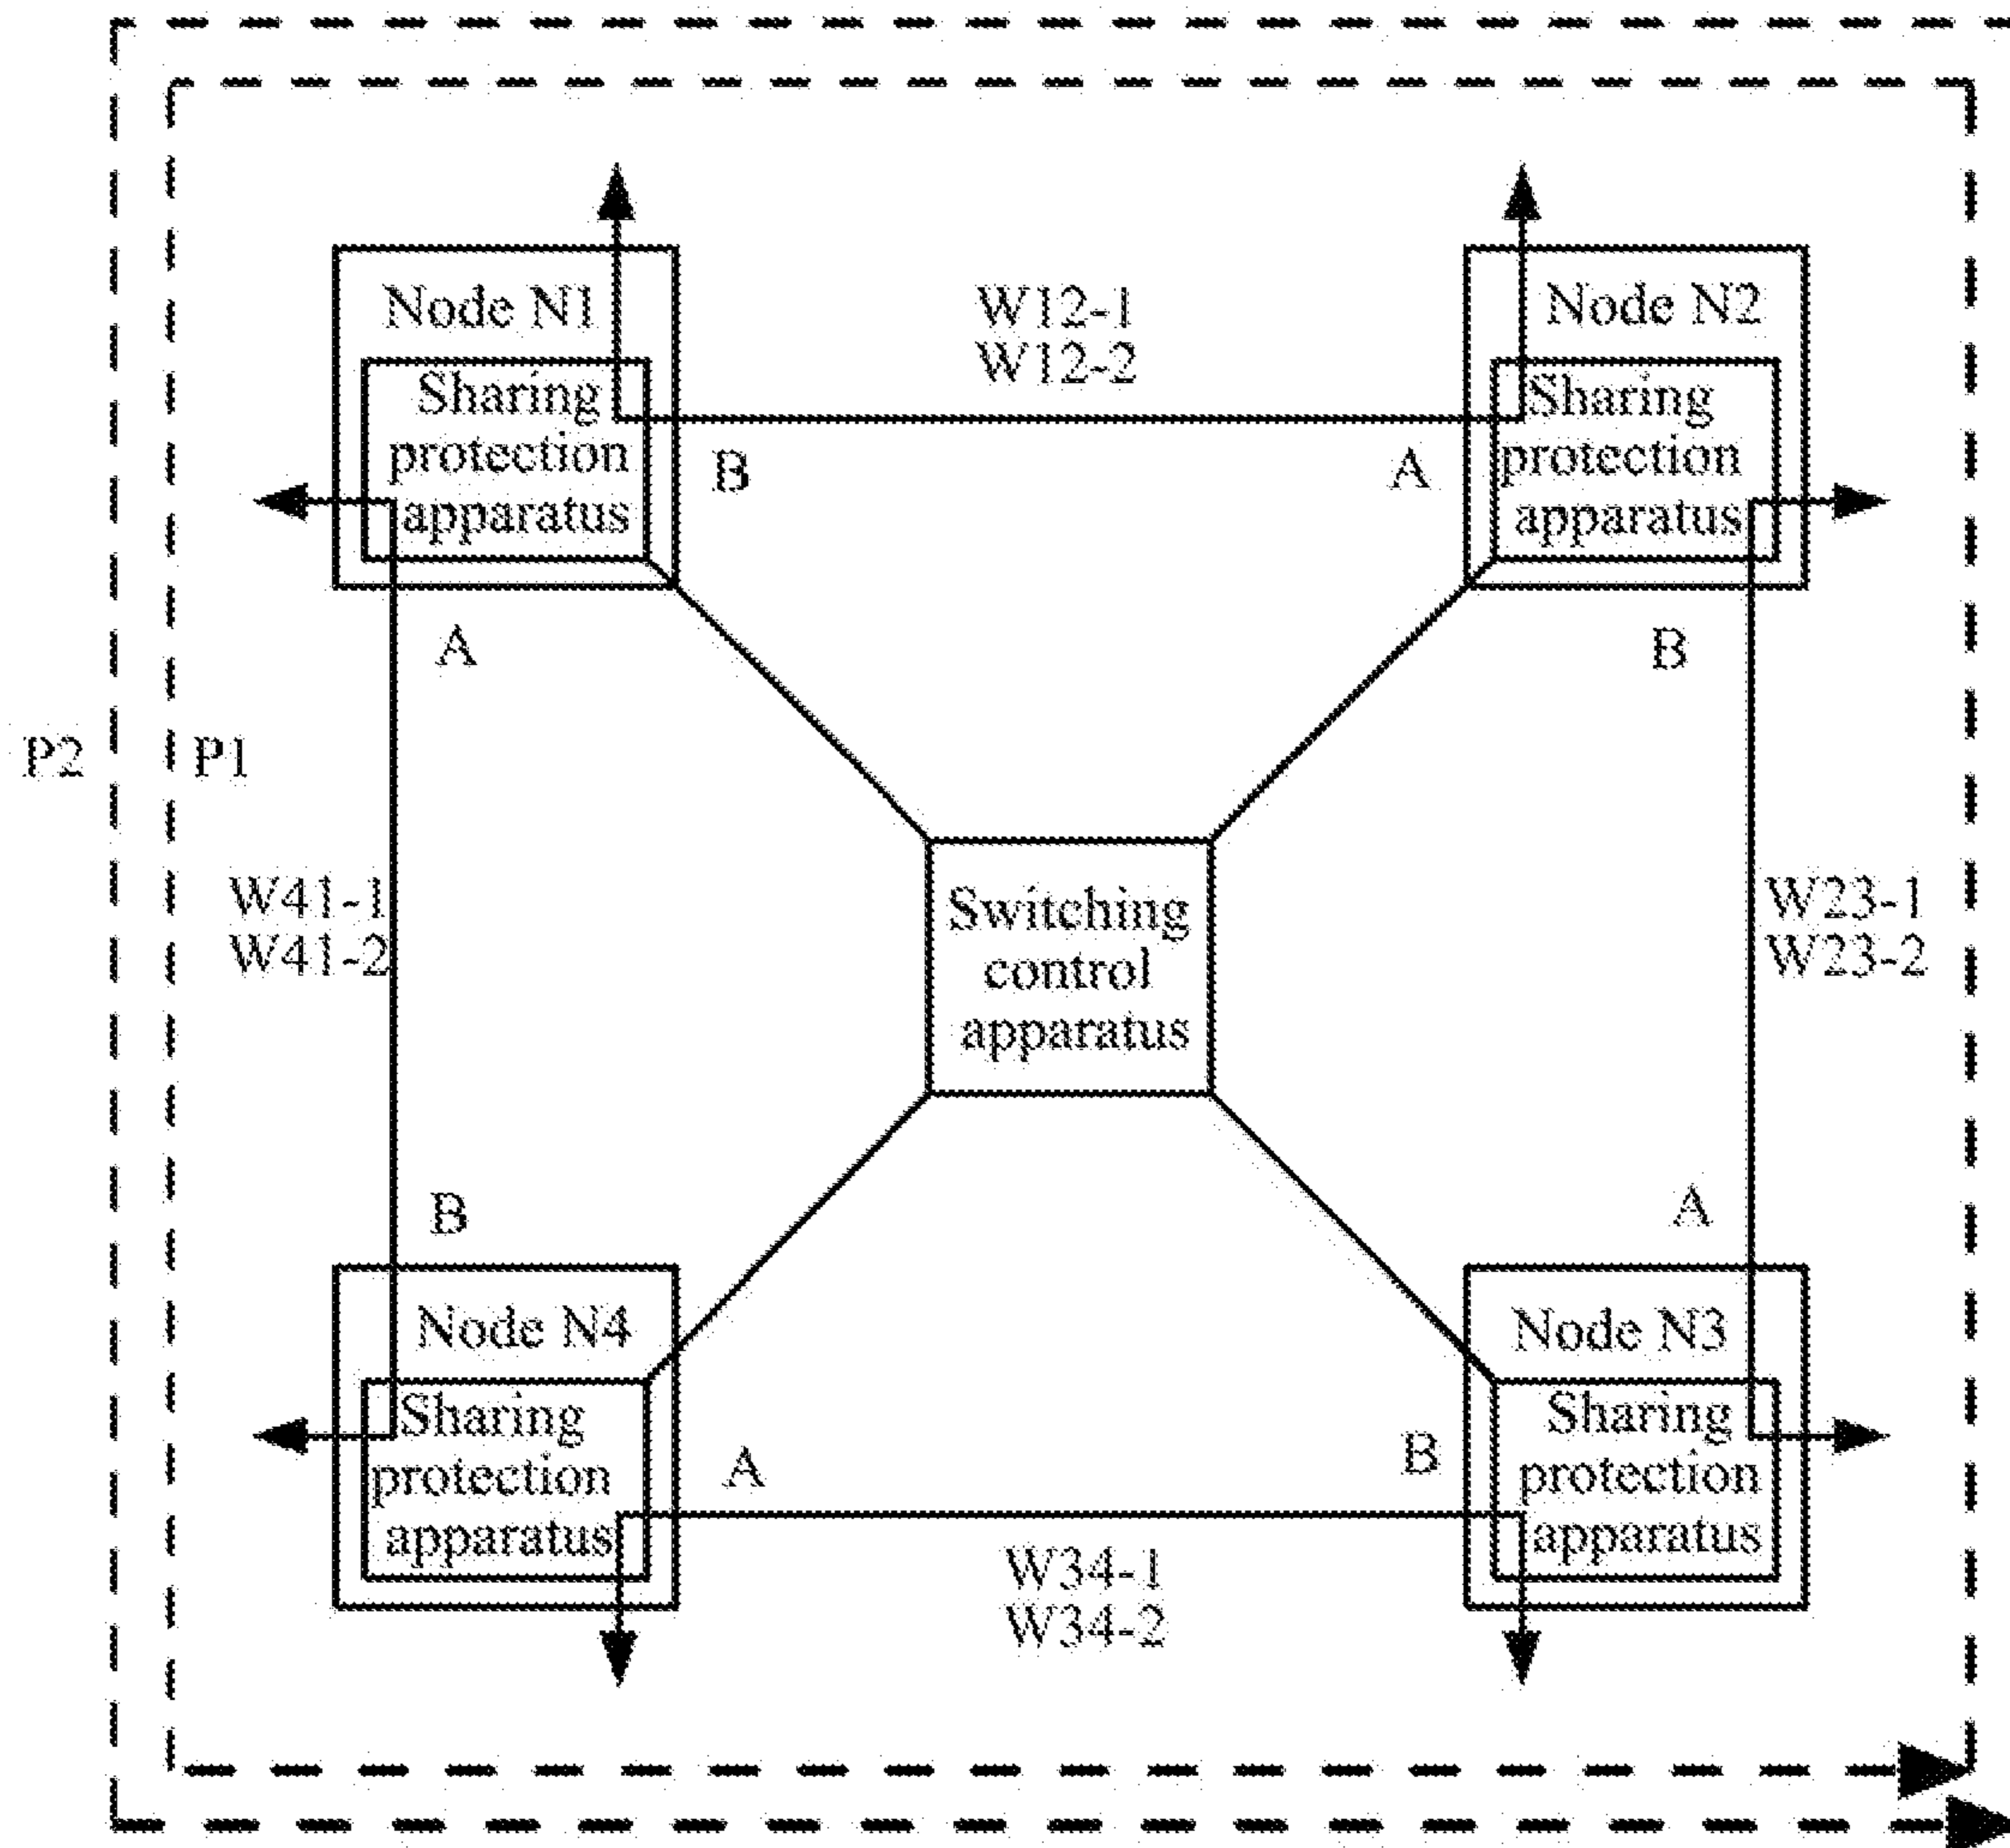 Node N1
Sharing
protection
apparatus
B
A
W12-1
W12-2
Node N2
Sharing
protection
apparatus
A
B
P2
P1
W41-1
W41-2
Switching
control
apparatus
W23-1
W23-2
B
Node N4
Sharing
protection
apparatus
A
W34-1
W34-2
A
Node N3
B
Sharing
protection
apparatus